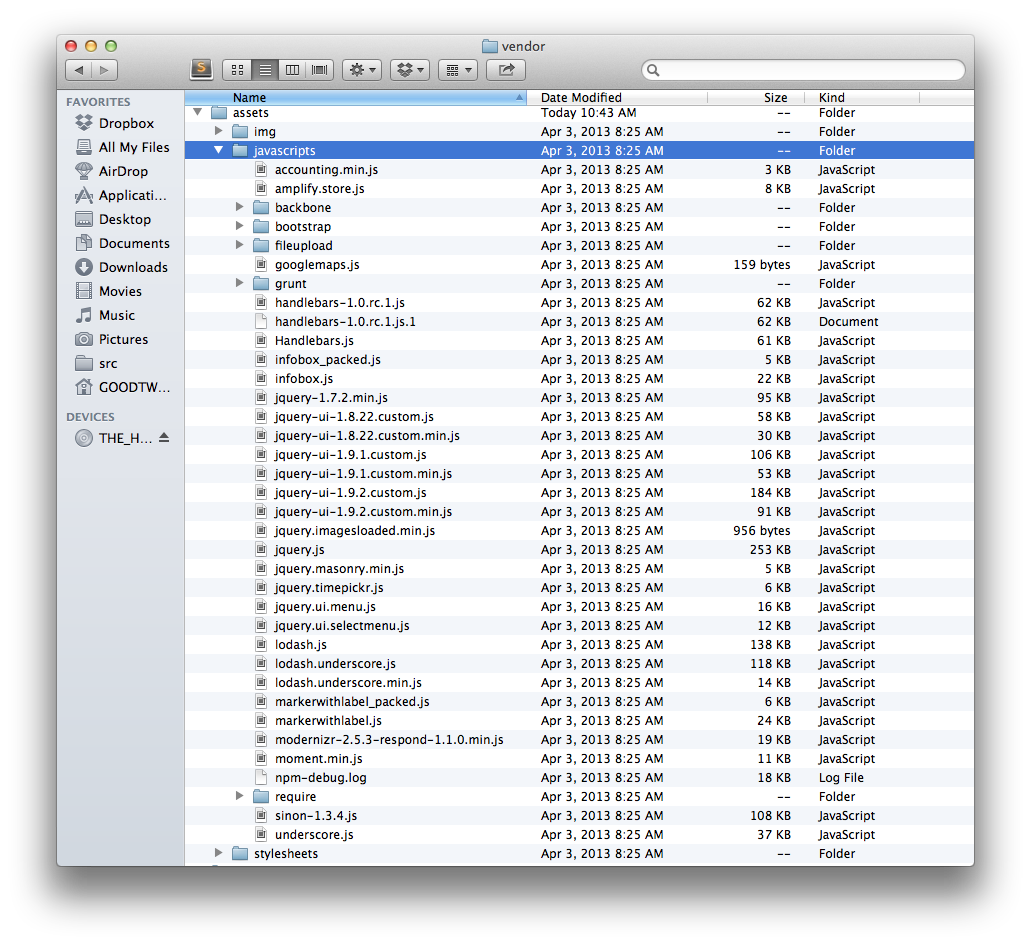 vendor
S
FAVORITES
Dropbox
All My Files
AirDrop
Applicati...
Desktop
Documents
Downloads
Movies
Music
Pictures
src
GOODTW...
DEVICES
THE_H...
Name Date Modified Size Kind
assets Today 10:43 AM -- Folder
img Apr 3, 2013 8:25 AM -- Folder
javascripts Apr 3, 2013 8:25 AM -- Folder
accounting.min.js Apr 3, 2013 8:25 AM 3 KB JavaScript
amplify.store.js Apr 3, 2013 8:25 AM 8 KB JavaScript
backbone Apr 3, 2013 8:25 AM -- Folder
bootstrap Apr 3, 2013 8:25 AM -- Folder
fileupload Apr 3, 2013 8:25 AM -- Folder
googlemaps.js Apr 3, 2013 8:25 AM 159 bytes JavaScript
grunt Apr 3, 2013 8:25 AM -- Folder
handlebars-1.0.rc.1.js Apr 3, 2013 8:25 AM 62 KB JavaScript
handlebars-1.0.rc.1.js.1 Apr 3, 2013 8:25 AM 62 KB Document
Handlebars.js Apr 3, 2013 8:25 AM 61 KB JavaScript
infobox_packed.js Apr 3, 2013 8:25 AM 5 KB JavaScript
infobox.js Apr 3, 2013 8:25 AM 22 KB JavaScript
jquery-1.7.2.min.js Apr 3, 2013 8:25 AM 95 KB JavaScript
jquery-ui-1.8.22.custom.js Apr 3, 2013 8:25 AM 58 KB JavaScript
jquery-ui-1.8.22.custom.min.js Apr 3, 2013 8:25 AM 30 KB JavaScript
jquery-ui-1.9.1.custom.js Apr 3, 2013 8:25 AM 106 KB JavaScript
jquery-ui-1.9.1.custom.min.js Apr 3, 2013 8:25 AM 53 KB JavaScript
jquery-ui-1.9.2.custom.js Apr 3, 2013 8:25 AM 184 KB JavaScript
jquery-ui-1.9.2.custom.min.js Apr 3, 2013 8:25 AM 91 KB JavaScript
jquery.imagesloaded.min.js Apr 3, 2013 8:25 AM 956 bytes JavaScript
jquery.js Apr 3, 2013 8:25 AM 253 KB JavaScript
jquery.masonry.min.js Apr 3, 2013 8:25 AM 5 KB JavaScript
jquery.timepickr.js Apr 3, 2013 8:25 AM 6 KB JavaScript
jquery.ui.menu.js Apr 3, 2013 8:25 AM 16 KB JavaScript
jquery.ui.selectmenu.js Apr 3, 2013 8:25 AM 12 KB JavaScript
lodash.js Apr 3, 2013 8:25 AM 138 KB JavaScript
lodash.underscore.js Apr 3, 2013 8:25 AM 118 KB JavaScript
lodash.underscore.min.js Apr 3, 2013 8:25 AM 14 KB JavaScript
markerwithlabel_packed.js Apr 3, 2013 8:25 AM 6 KB JavaScript
markerwithlabel.js Apr 3, 2013 8:25 AM 24 KB JavaScript
modernizr-2.5.3-respond-1.1.0.min.js Apr 3, 2013 8:25 AM 19 KB JavaScript
moment.min.js Apr 3, 2013 8:25 AM 11 KB JavaScript
npm-debug.log Apr 3, 2013 8:25 AM 18 KB Log File
require Apr 3, 2013 8:25 AM -- Folder
sinon-1.3.4.js Apr 3, 2013 8:25 AM 108 KB JavaScript
underscore.js Apr 3, 2013 8:25 AM 37 KB JavaScript
stylesheets Apr 3, 2013 8:25 AM -- Folder